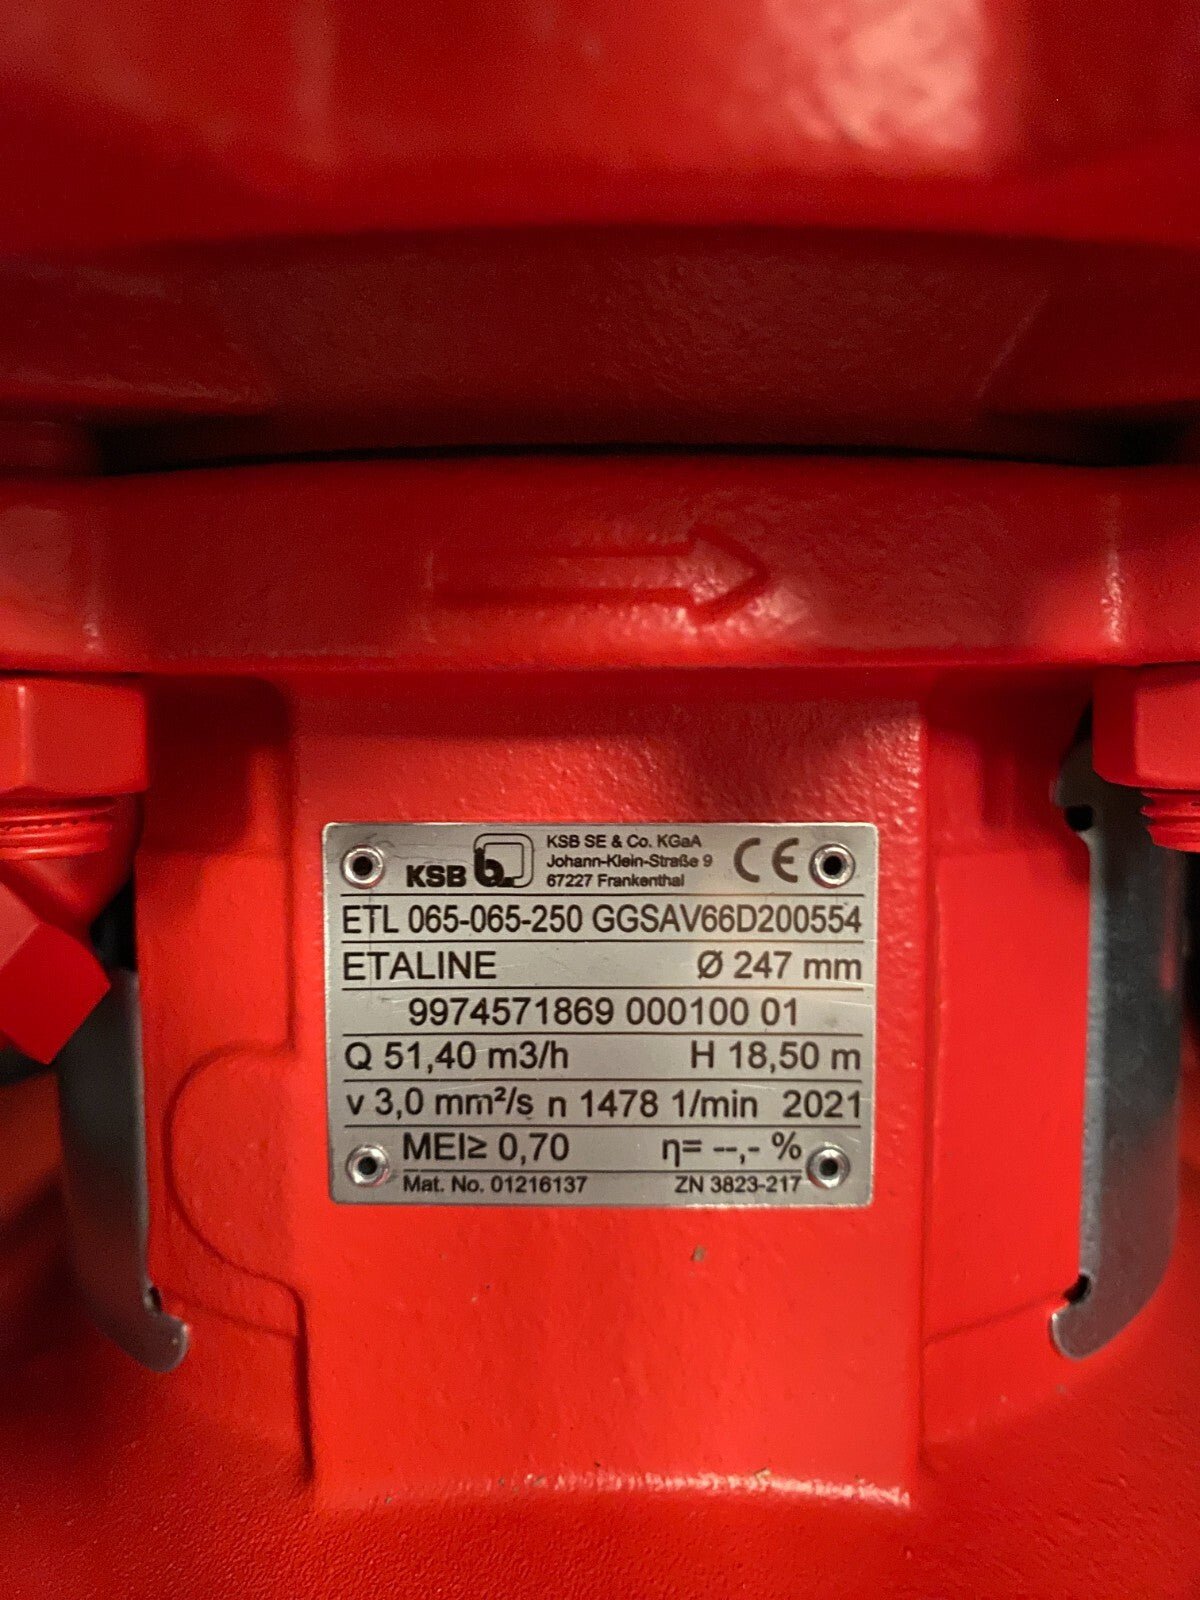 KSB
KSB SE & Co. KGaA
Johann-Klein-Straße 9
67227 Frankenthal
CE
ETL 065-065-250 GGSAV66D200554
ETALINE Ø 247 mm
9974571869 000100 01
Q 51,40 m3/h H 18,50 m
v 3,0 mm²/s n 1478 1/min 2021
MEI≥ 0,70 η= --,- %
Mat. No. 01216137 ZN 3823-217